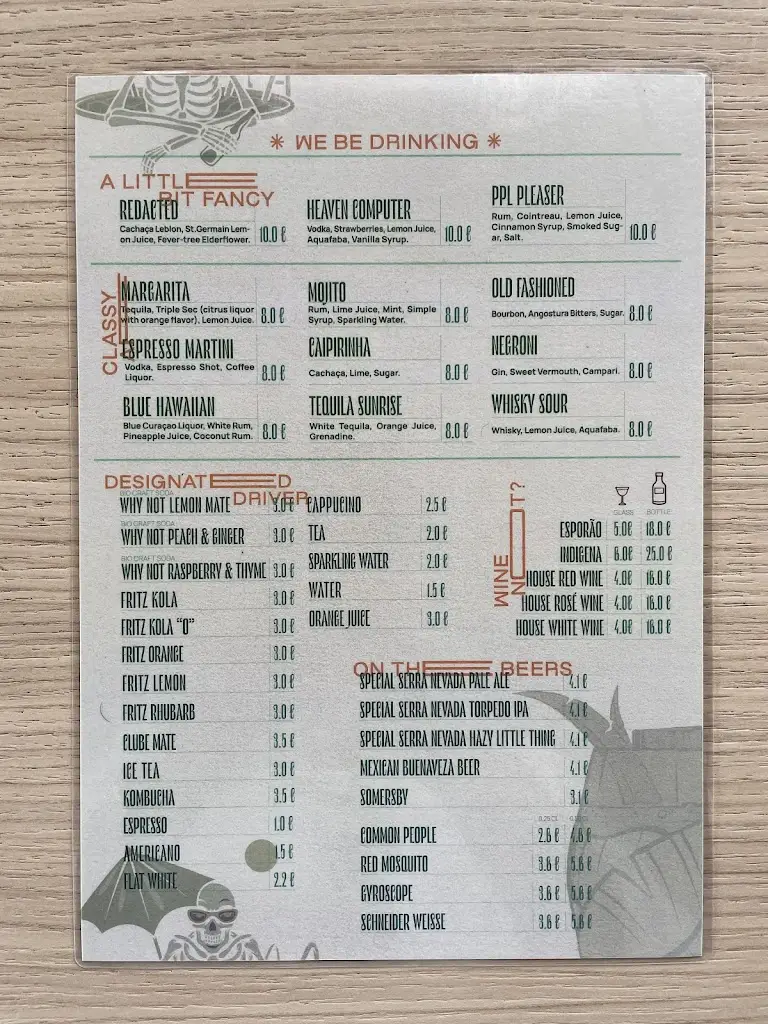 * WE BE DRINKING *
A LITTLE
BIT FANCY
REDACTED
Cachaça Leblon, St.Germain Lem-
on Juice, Fever-tree Elderflower.
10.0 €
HEAVEN COMPUTER
Vodka, Strawberries, Lemon Juice,
Aquafaba, Vanilla Syrup.
10.0 €
PPL PLEASER
Rum, Cointreau, Lemon Juice,
Cinnamon Syrup, Smoked Sug-
ar, Salt.
10.0 €
CLASSY
MARGARITA
Tequila, Triple Sec (citrus liquor
with orange flavor), Lemon Juice.
8.0 €
MOJITO
Rum, Lime Juice, Mint, Simple
Syrup, Sparkling Water.
8.0 €
OLD FASHIONED
Bourbon, Angostura Bitters, Sugar.
8.0 €
ESPRESSO MARTINI
Vodka, Espresso Shot, Coffee
Liquor.
8.0 €
CAIPIRINHA
Cachaça, Lime, Sugar.
8.0 €
NEGRONI
Gin, Sweet Vermouth, Campari.
8.0 €
BLUE HAWAIIAN
Blue Curaçao Liquor, White Rum,
Pineapple Juice, Coconut Rum.
8.0 €
TEQUILA SUNRISE
White Tequila, Orange Juice,
Grenadine.
8.0 €
WHISKY SOUR
Whisky, Lemon Juice, Aquafaba.
8.0 €
DESIGNATED
DRIVER
BIO CRAFT SODA
WHY NOT LEMON MATE 3.0 €
BIO CRAFT SODA
WHY NOT PEACH & GINGER 3.0 €
BIO CRAFT SODA
WHY NOT RASPBERRY & THYME 3.0 €
FRITZ KOLA 3.0 €
FRITZ KOLA "0" 3.0 €
FRITZ ORANGE 3.0 €
FRITZ LEMON 3.0 €
FRITZ RHUBARB 3.0 €
CLUBE MATE 3.5 €
ICE TEA 3.0 €
KOMBUCHA 3.5 €
ESPRESSO 1.0 €
AMERICANO 1.5 €
FLAT WHITE 2.2 €
CAPPUCINO 2.5 €
TEA 2.0 €
SPARKLING WATER 2.0 €
WATER 1.5 €
ORANGE JUICE 3.0 €
WINE
NOT?
GLASS BOTTLE
ESPORÃO 5.0€ 18.0 €
INDIGENA 6.0€ 25.0 €
HOUSE RED WINE 4.0€ 16.0 €
HOUSE ROSÉ WINE 4.0€ 16.0 €
HOUSE WHITE WINE 4.0€ 16.0 €
ON THE BEERS
SPECIAL SERRA NEVADA PALE ALE 4.1 €
SPECIAL SERRA NEVADA TORPEDO IPA 4.1 €
SPECIAL SERRA NEVADA HAZY LITTLE THING 4.1 €
MEXICAN BUENAVEZA BEER 4.1 €
SOMERSBY 3.1 €
0,25CL
COMMON PEOPLE 2.6 € 4.6 €
RED MOSQUITO 3.6 € 5.6 €
GYROSCOPE 3.6 € 5.6 €
SCHNEIDER WEISSE 3.6 € 5.6 €